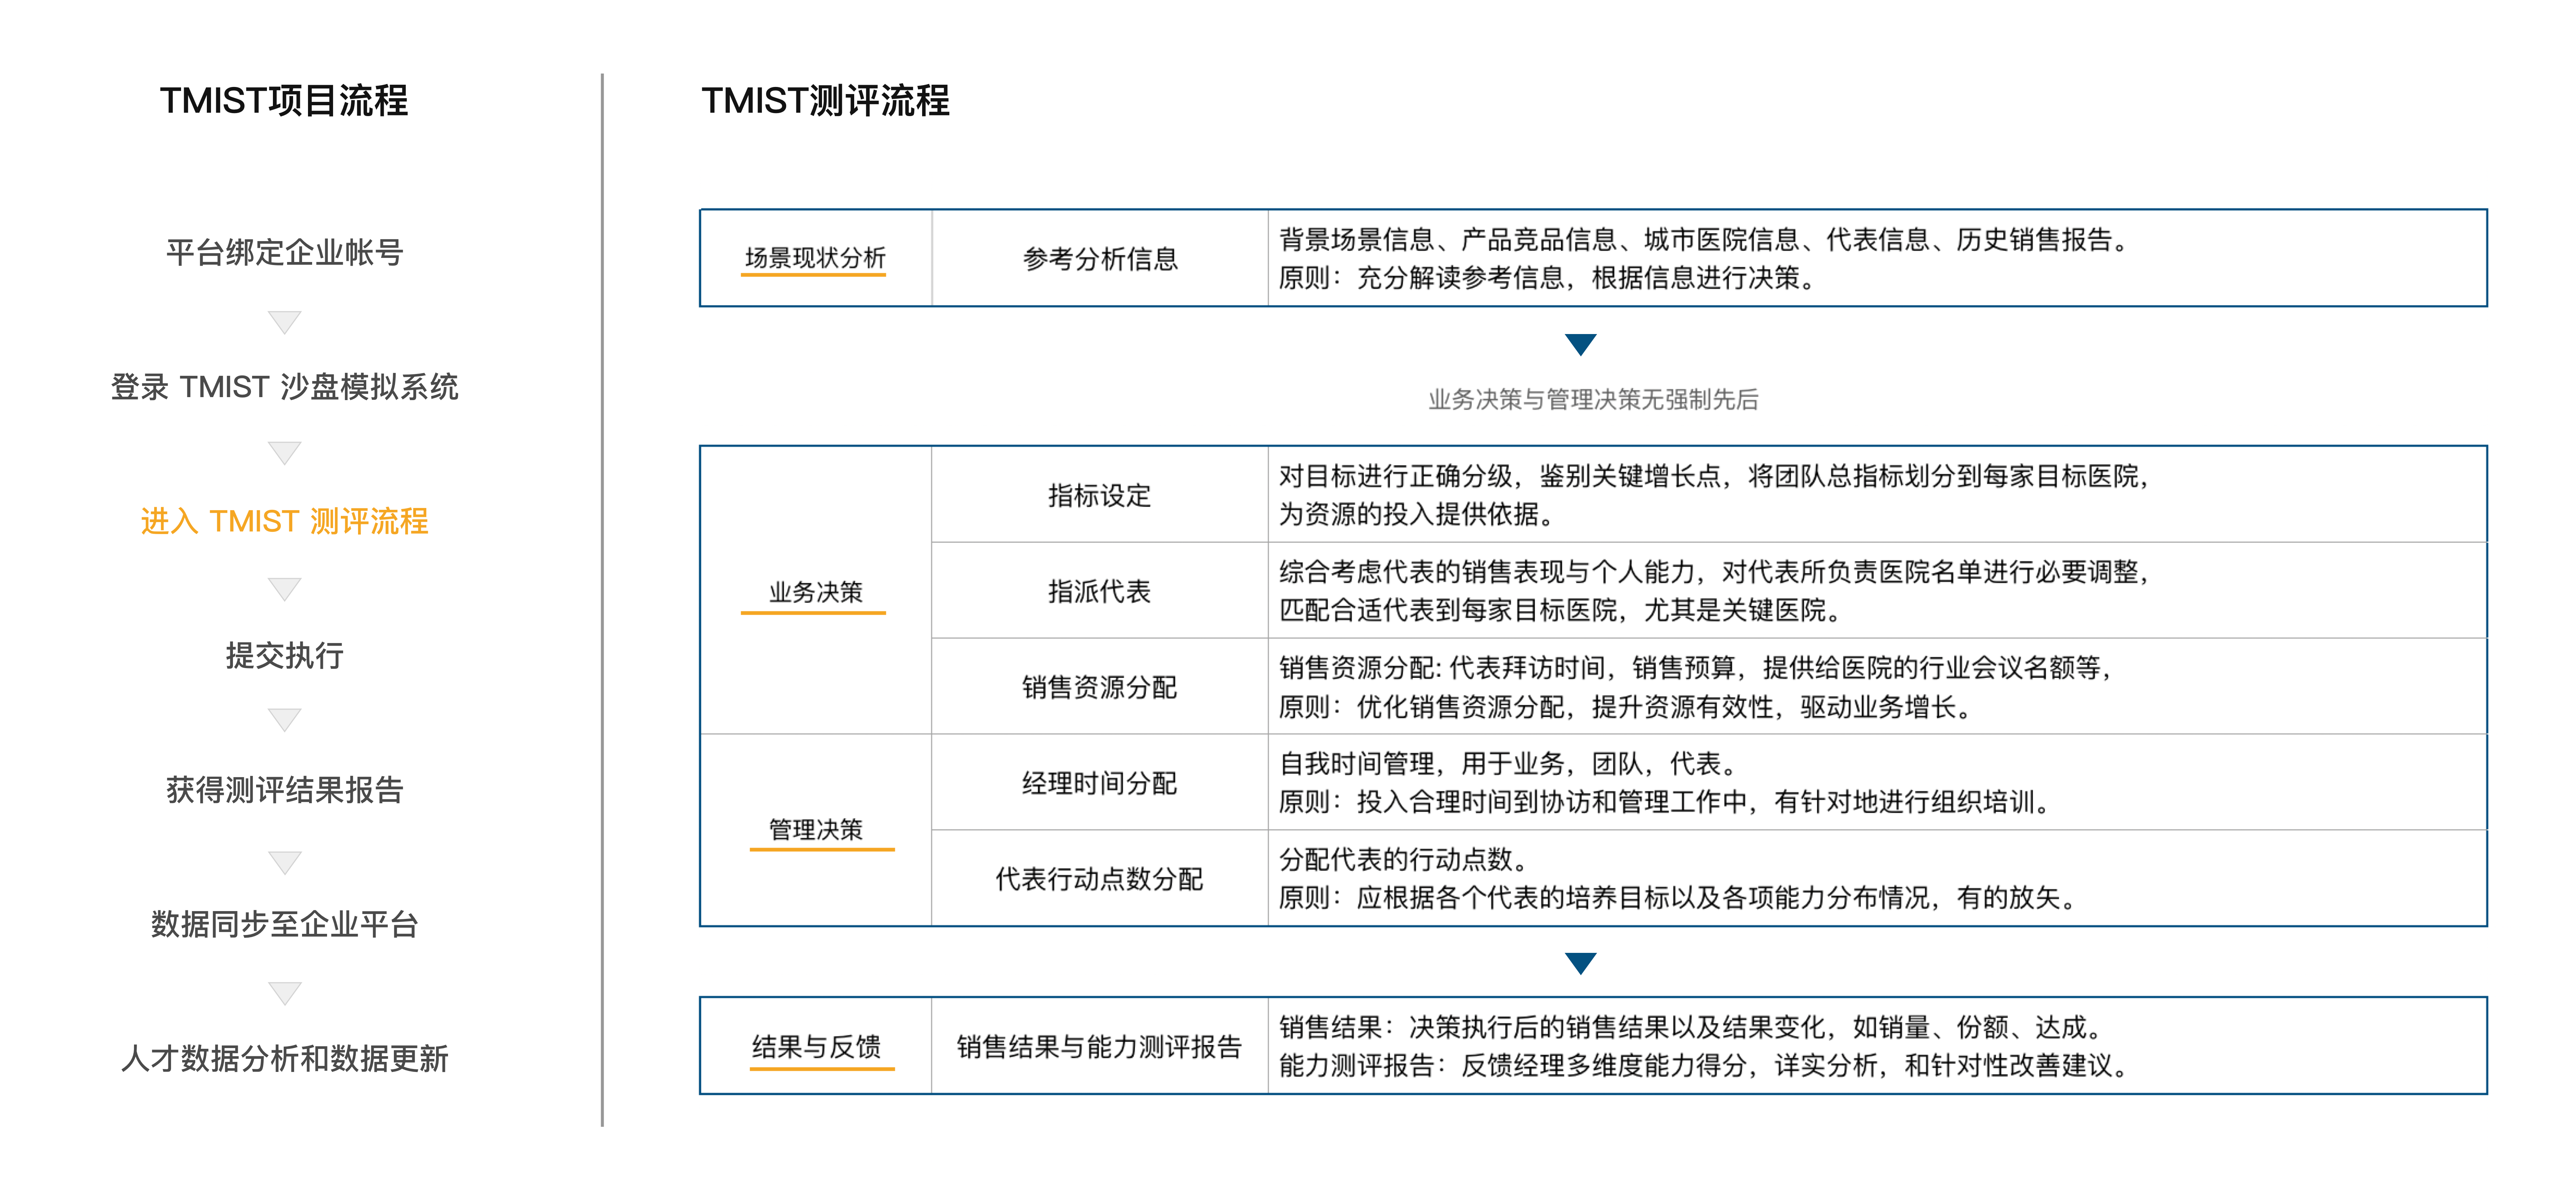 TMIST项目流程
平台绑定企业帐号
登录 TMIST 沙盘模拟系统
进入 TMIST 测评流程
提交执行
获得测评结果报告
数据同步至企业平台
人才数据分析和数据更新
TMIST测评流程
场景现状分析
参考分析信息
背景场景信息、产品竞品信息、城市医院信息、代表信息、历史销售报告。
原则：充分解读参考信息，根据信息进行决策。
业务决策与管理决策无强制先后
业务决策
指标设定
对目标进行正确分级，鉴别关键增长点，将团队总指标划分到每家目标医院，
为资源的投入提供依据。
指派代表
综合考虑代表的销售表现与个人能力，对代表所负责医院名单进行必要调整，
匹配合适代表到每家目标医院，尤其是关键医院。
销售资源分配
销售资源分配: 代表拜访时间，销售预算，提供给医院的行业会议名额等，
原则：优化销售资源分配，提升资源有效性，驱动业务增长。
管理决策
经理时间分配
自我时间管理，用于业务，团队，代表。
原则：投入合理时间到协访和管理工作中，有针对地进行组织培训。
代表行动点数分配
分配代表的行动点数。
原则：应根据各个代表的培养目标以及各项能力分布情况，有的放矢。
结果与反馈
销售结果与能力测评报告
销售结果：决策执行后的销售结果以及结果变化，如销量、份额、达成。
能力测评报告：反馈经理多维度能力得分，详实分析，和针对性改善建议。